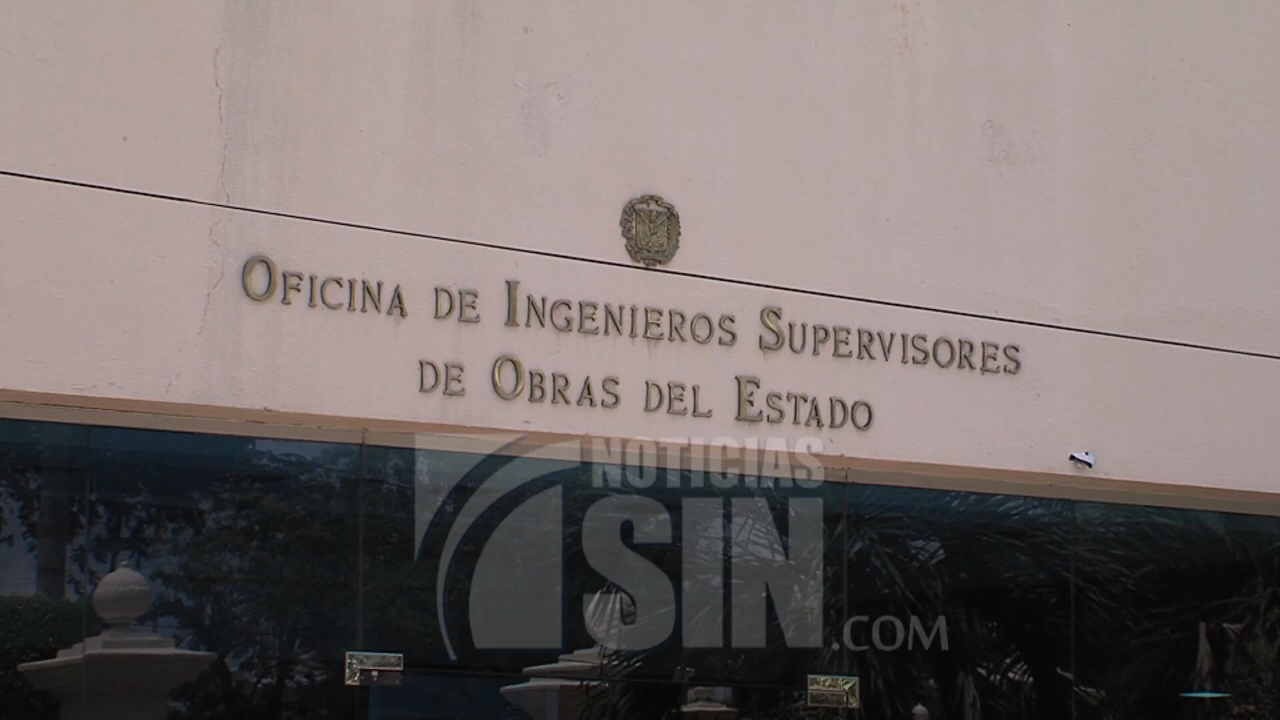 Oficina de Ingenieros Supervisores
de Obras del Estado
NOTICIAS
SIN
.COM